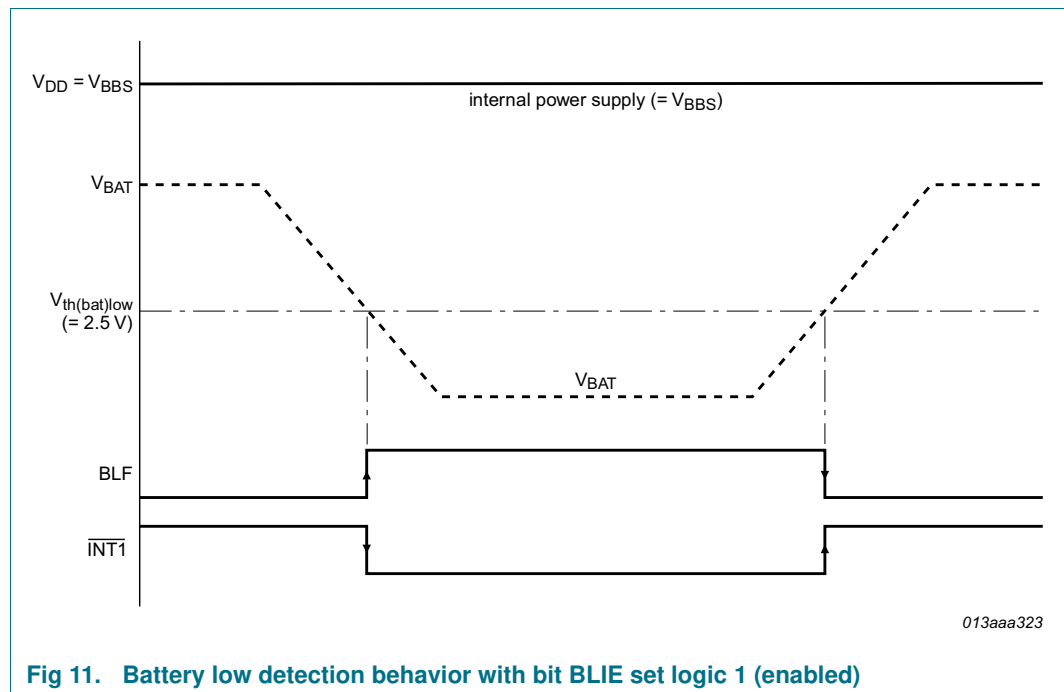 VDD = VBBS
internal power supply (= VBBS)
VBAT
Vth(bat)low
(= 2.5 V)
VBAT
BLF
INT1
013aaa323
Fig 11. Battery low detection behavior with bit BLIE set logic 1 (enabled)